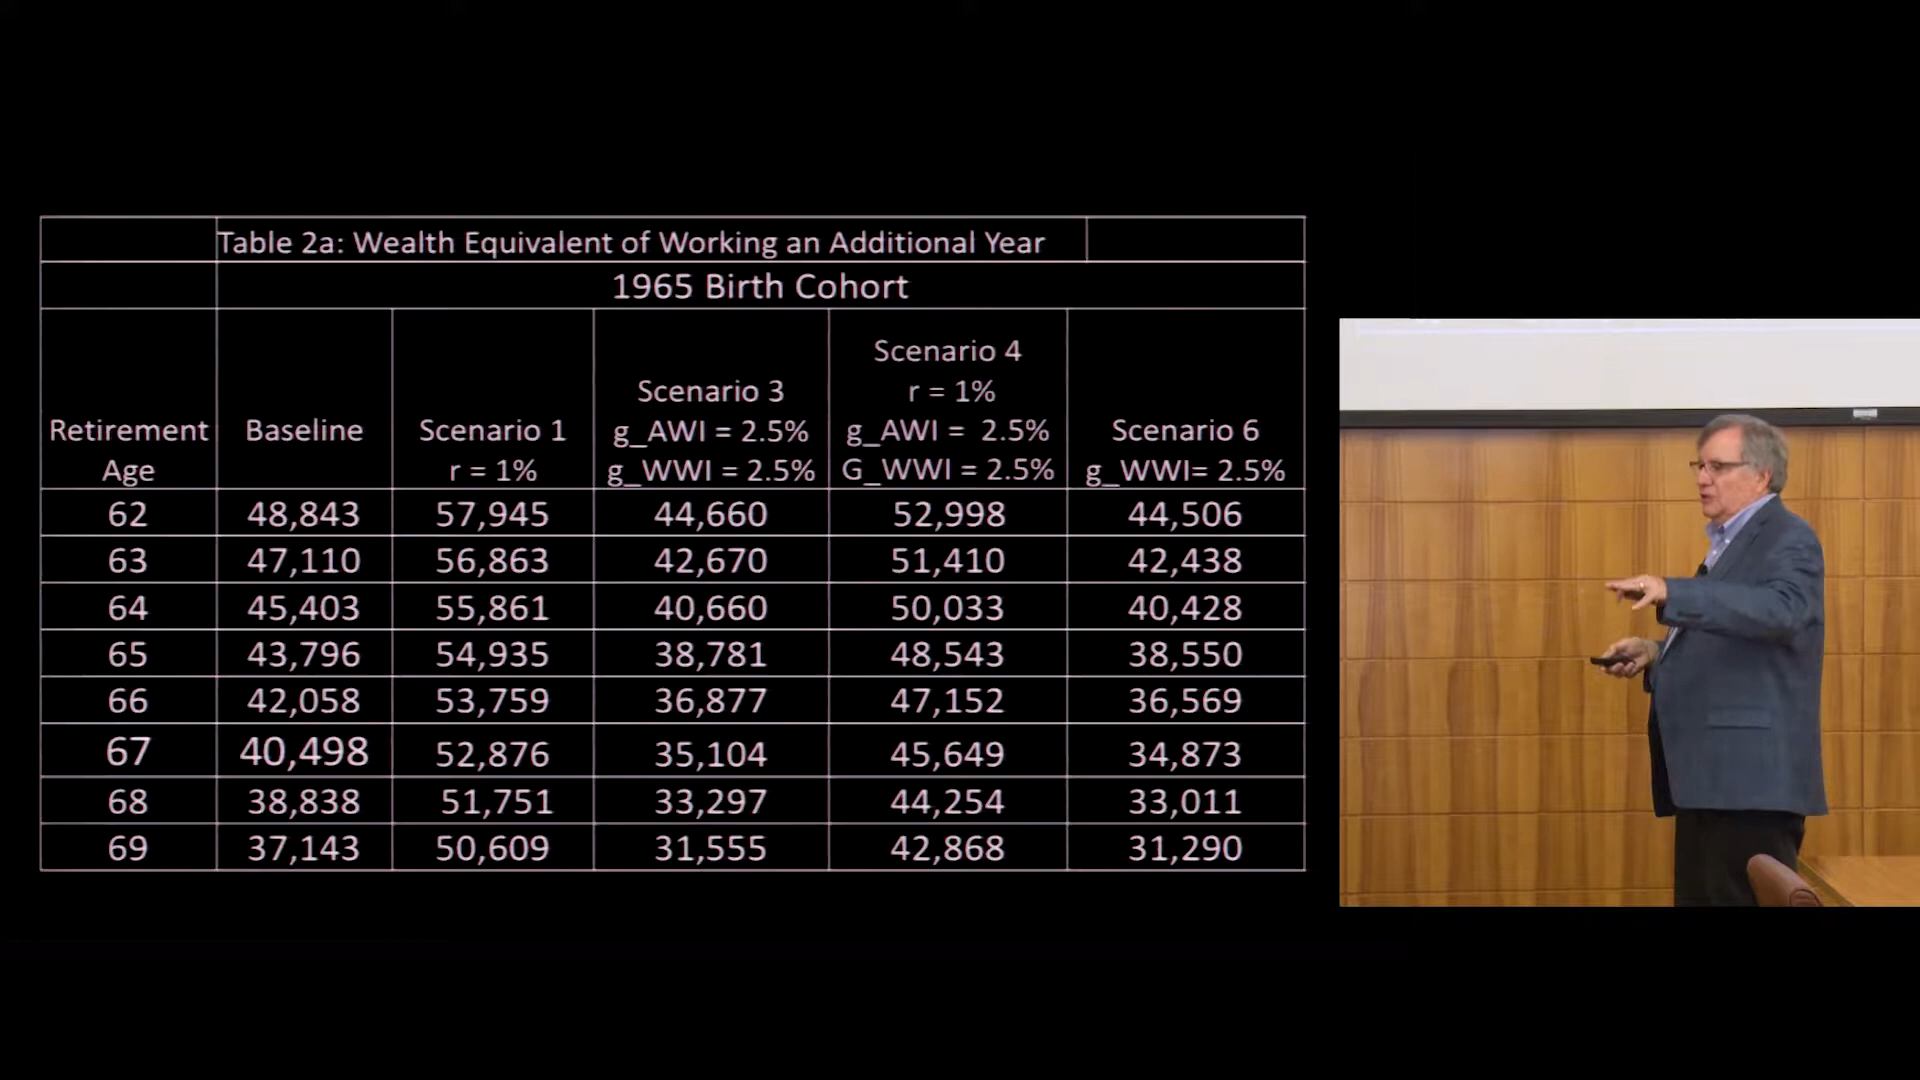 Table 2a: Wealth Equivalent of Working an Additional Year
1965 Birth Cohort
Retirement Age Baseline Scenario 1 r = 1% Scenario 3 g_AWI = 2.5% g_WWI = 2.5% Scenario 4 r = 1% g_AWI = 2.5% G_WWI = 2.5% Scenario 6 g_WWI= 2.5%
62 48,843 57,945 44,660 52,998 44,506
63 47,110 56,863 42,670 51,410 42,438
64 45,403 55,861 40,660 50,033 40,428
65 43,796 54,935 38,781 48,543 38,550
66 42,058 53,759 36,877 47,152 36,569
67 40,498 52,876 35,104 45,649 34,873
68 38,838 51,751 33,297 44,254 33,011
69 37,143 50,609 31,555 42,868 31,290